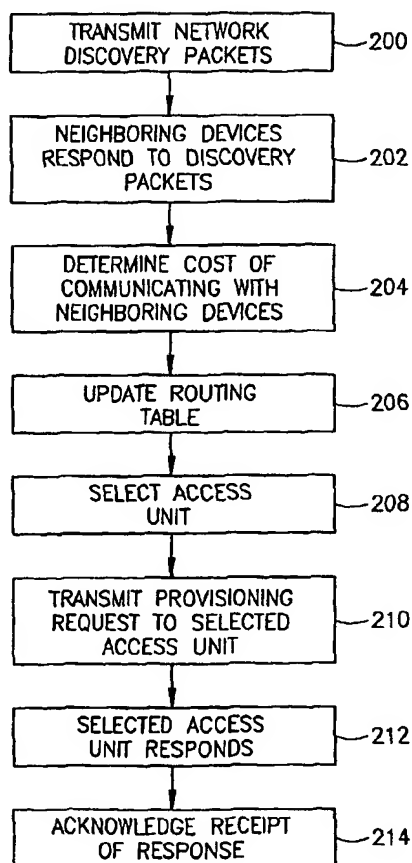 TRANSMIT NETWORK
DISCOVERY PACKETS
200
NEIGHBORING DEVICES
RESPOND TO DISCOVERY
PACKETS
202
DETERMINE COST OF
COMMUNICATING WITH
NEIGHBORING DEVICES
204
UPDATE ROUTING
TABLE
206
SELECT ACCESS
UNIT
208
TRANSMIT PROVISIONING
REQUEST TO SELECTED
ACCESS UNIT
210
SELECTED ACCESS
UNIT RESPONDS
212
ACKNOWLEDGE RECEIPT
OF RESPONSE
214